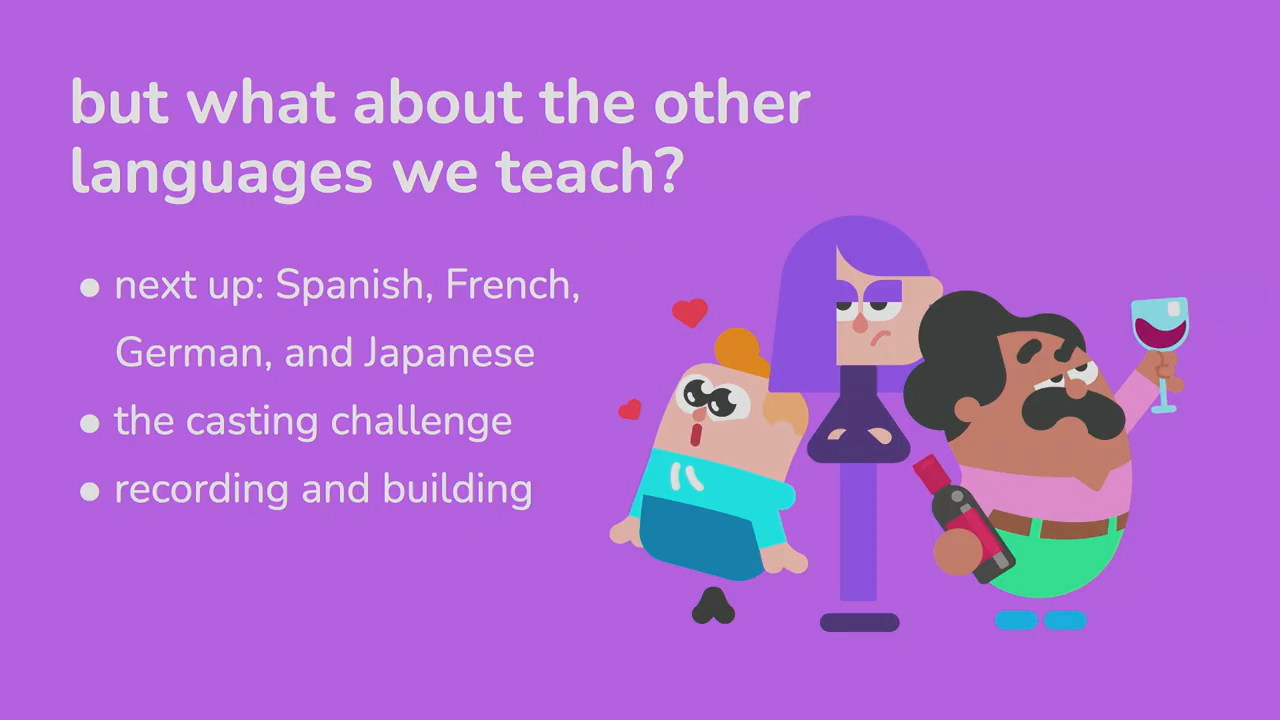 but what about the other
languages we teach?
● next up: Spanish, French,
German, and Japanese
● the casting challenge
● recording and building